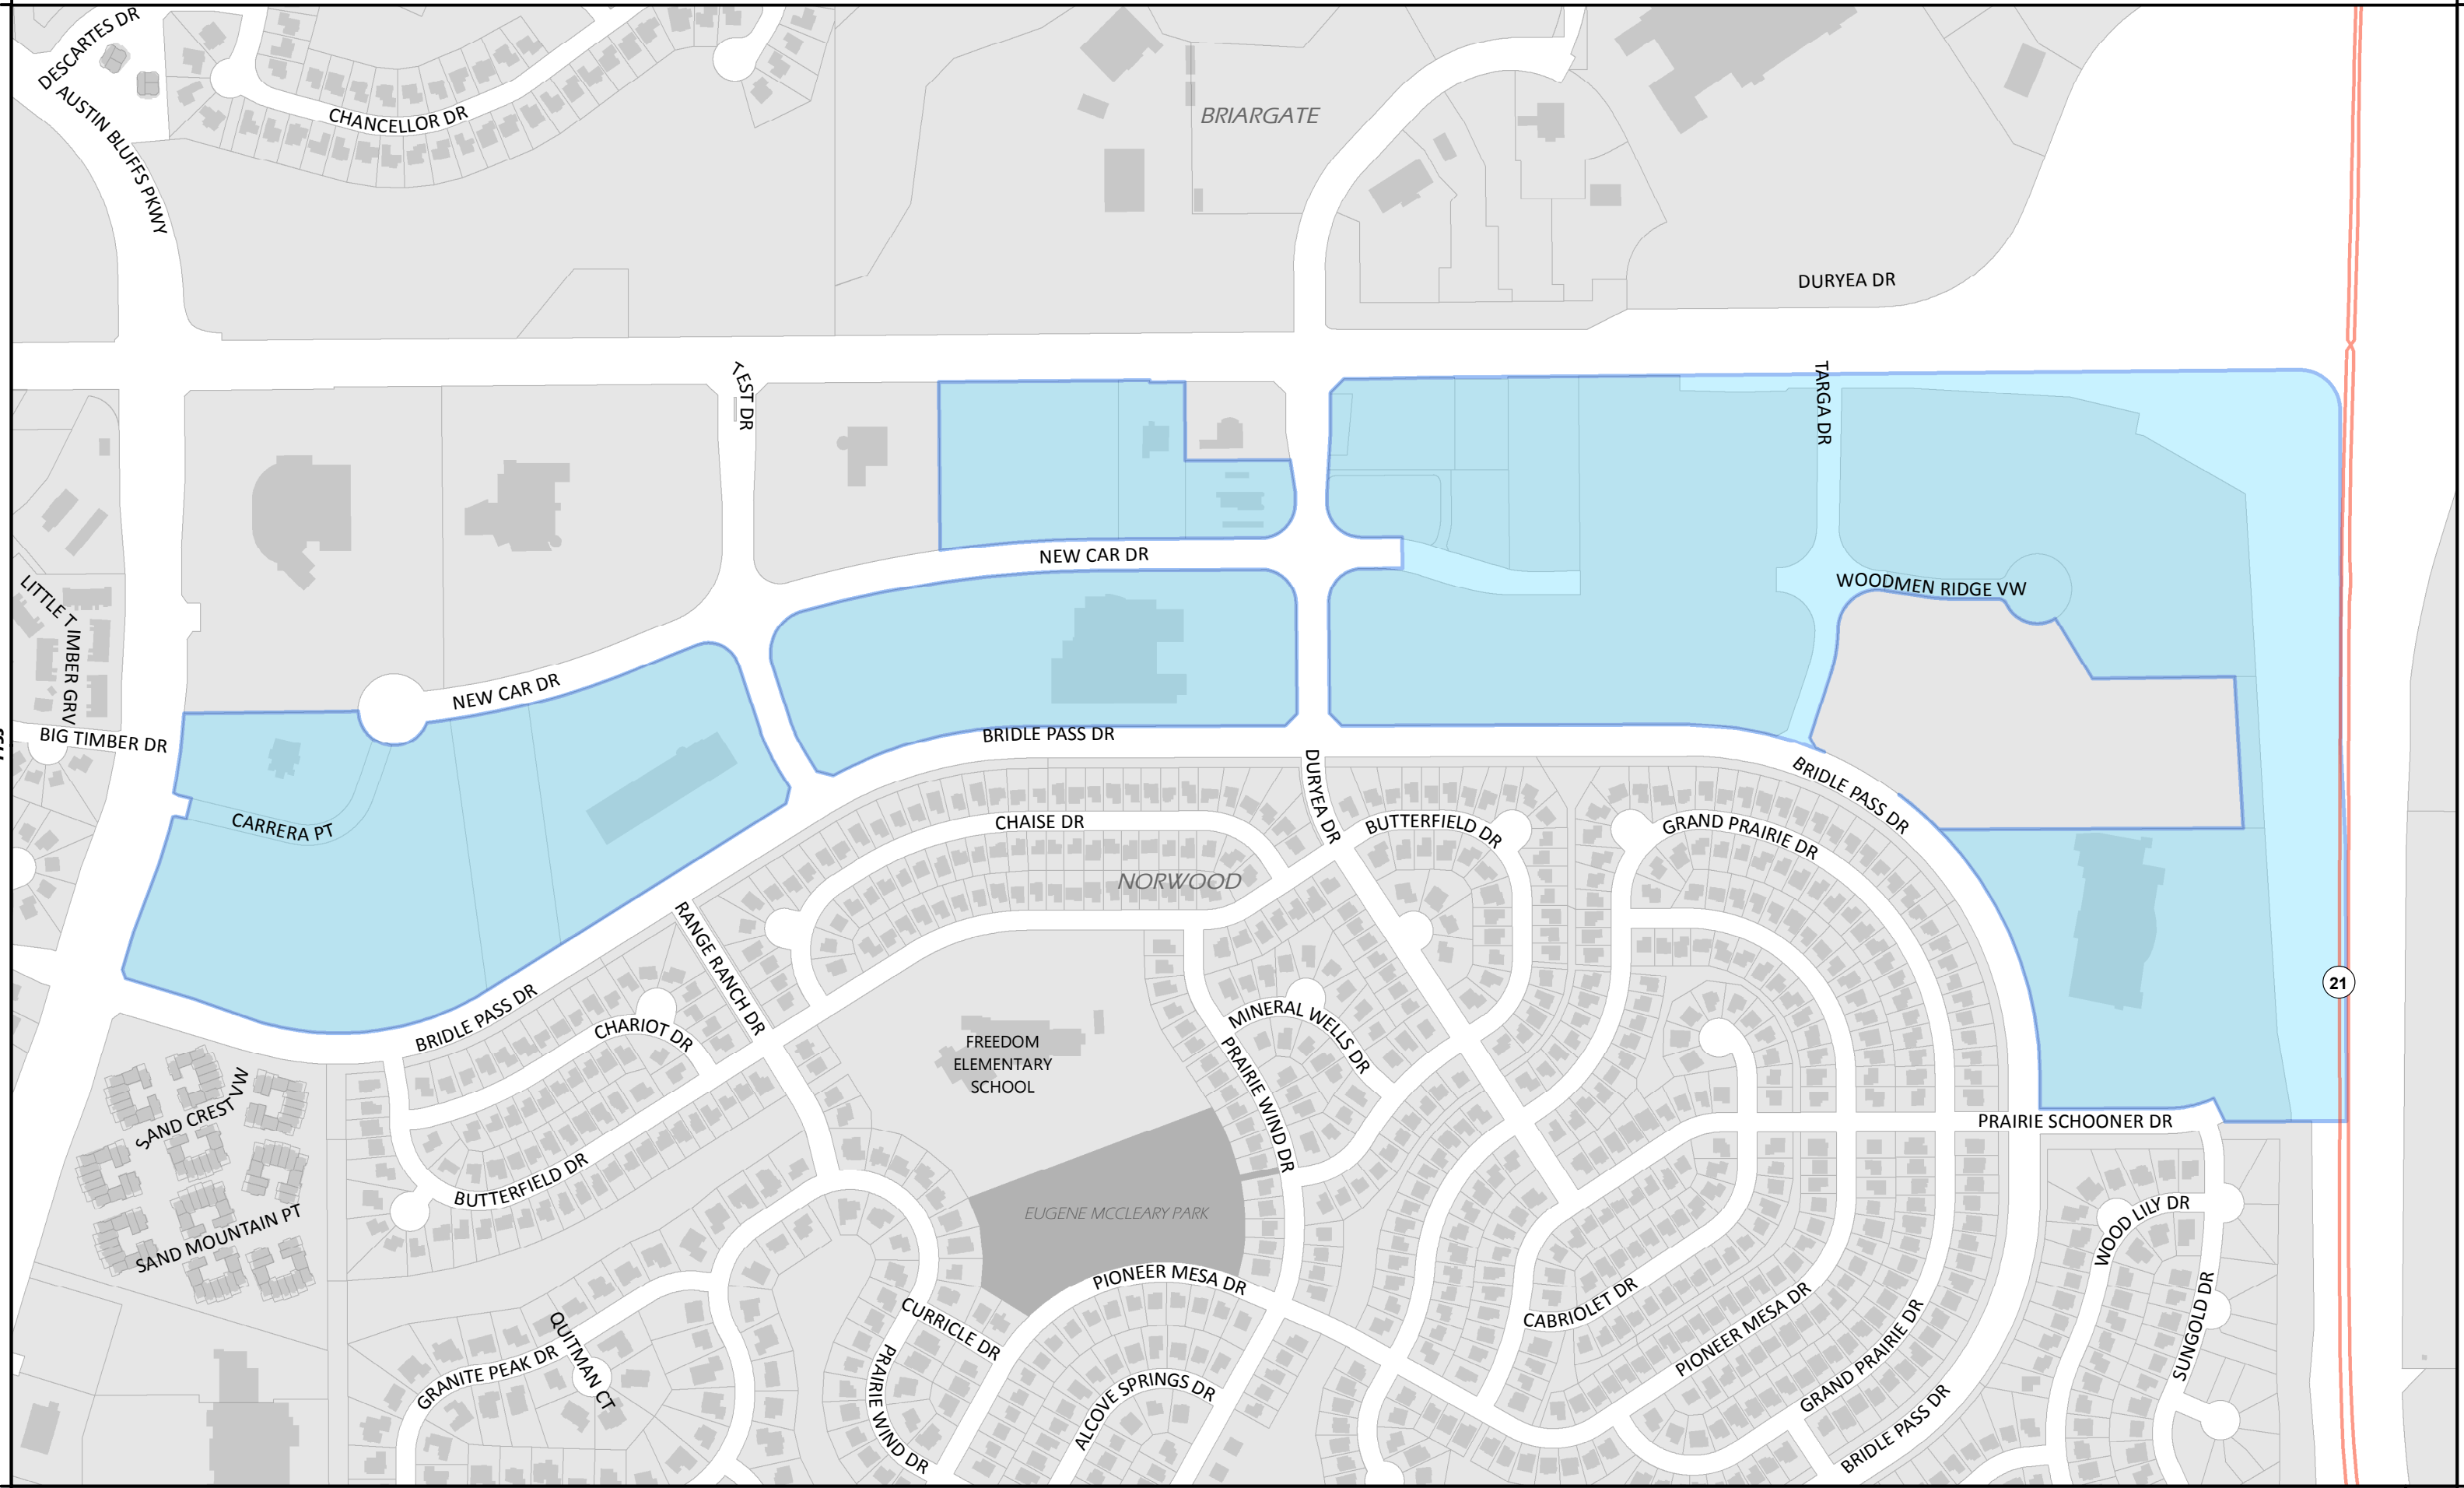 DESCARTES DR
D
AUSTIN BLUFFS PKWY
CHANCELLOR DR
BRIARGATE
DURYEA DR
TEST DR
TARGA DR
NEW CAR DR
WOODMEN RIDGE VW
LITTLE TIMBER GRV
NEW CAR DR
BIG TIMBER DR
BRIDLE PASS DR
DURYEA DR
BRIDLE PASS DR
CARRERA PT
CHAISE DR
BUTTERFIELD DR
GRAND PRAIRIE DR
NORWOOD
RANGE RANCH DR
21
BRIDLE PASS DR
CHARIOT DR
MINERAL WELLS DR
FREEDOM
ELEMENTARY
SCHOOL
PRAIRIE WIND DR
SAND CREST VW
PRAIRIE SCHOONER DR
BUTTERFIELD DR
EUGENE MCCLEARY PARK
WOOD LILY DR
SAND MOUNTAIN PT
PIONEER MESA DR
CABRIOLET DR
PIONEER MESA DR
GRAND PRAIRIE DR
SUNGOLD DR
CURRICLE DR
QUITMAN CT
GRANITE PEAK DR
PRAIRIE WIND DR
ALCOVE SPRINGS DR
BRIDLE PASS DR